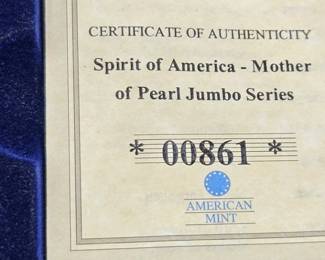 CERTIFICATE OF AUTHENTICITY
Spirit of America - Mother
of Pearl Jumbo Series
* 00861 *
AMERICAN
MINT